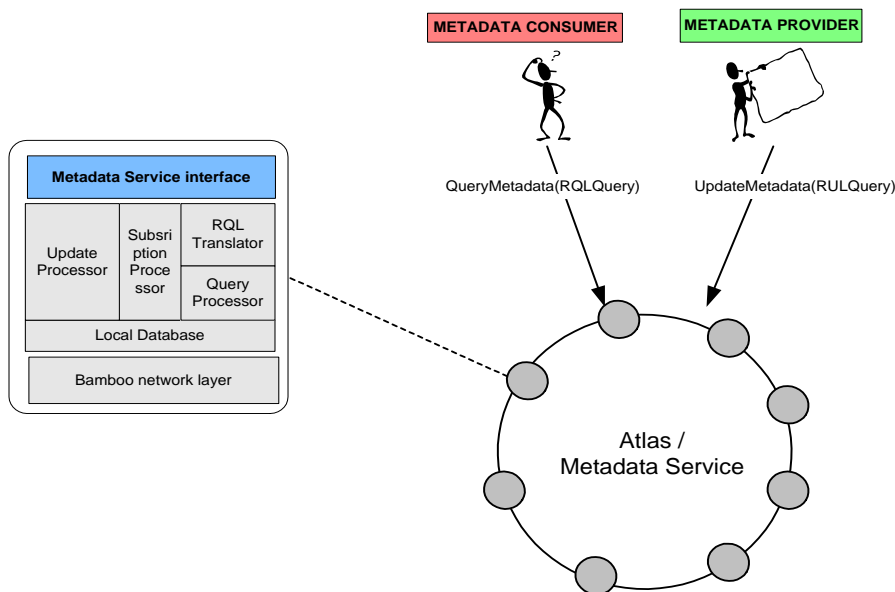 METADATA CONSUMER
METADATA PROVIDER
?
QueryMetadata(RQLQuery)
UpdateMetadata(RULQuery)
Metadata Service interface
Update
Processor
Subsri
ption
Proce
ssor
RQL
Translator
Query
Processor
Local Database
Bamboo network layer
Atlas /
Metadata Service